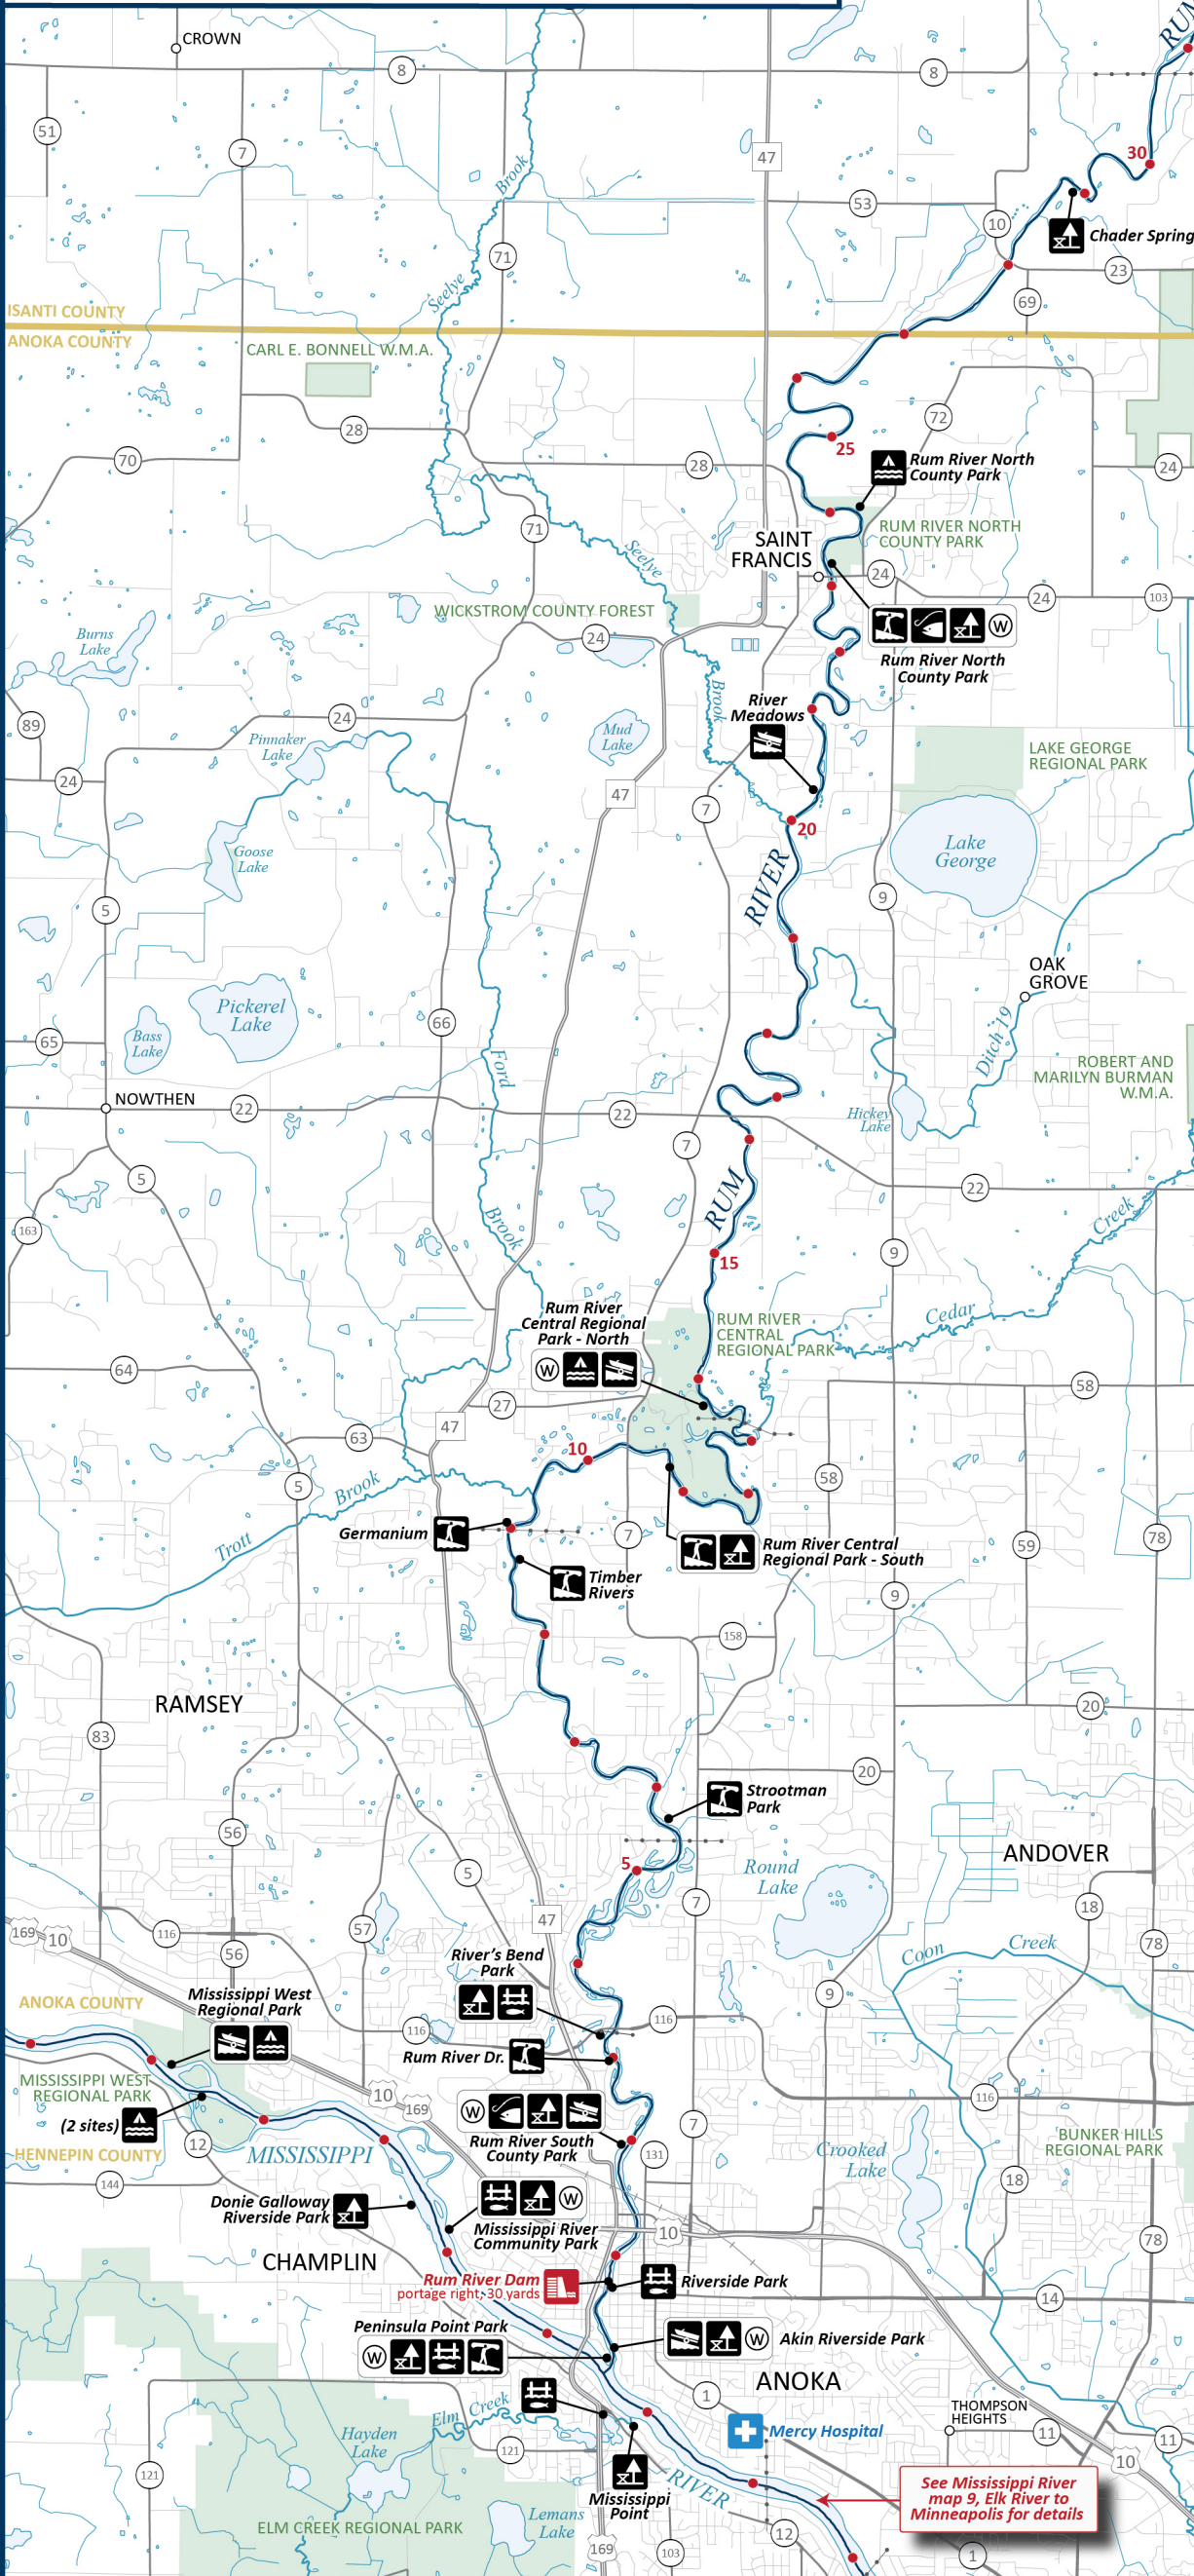 RUM
CROWN
8
8
51
7
47
30
Brook
53
10
Chader Spring
71
23
Seelye
69
ISANTI COUNTY
ANOKA COUNTY
CARL E. BONNELL W.M.A.
72
28
25
70
28
24
Rum River North
County Park
71
RUM RIVER NORTH
COUNTY PARK
SAINT
FRANCIS
Seelye
24
24
103
WICKSTROM COUNTY FOREST
24
W
Burns
Lake
Rum River North
County Park
Brook
River
Meadows
89
24
Pinnaker
Lake
Mud
Lake
LAKE GEORGE
REGIONAL PARK
24
47
7
20
Goose
Lake
Lake
George
RIVER
5
9
OAK
GROVE
Pickerel
Lake
66
65
Bass
Lake
Ditch 19
Ford
ROBERT AND
MARILYN BURMAN
W.M.A.
NOWTHEN
22
22
Hickey
Lake
7
5
22
RUM
163
Brook
Creek
9
15
Rum River
Central Regional
Park - North
RUM RIVER
CENTRAL
REGIONAL PARK
Cedar
W
64
58
27
47
63
10
58
5
Brook
Germanium
7
Trott
Rum River Central
Regional Park - South
59
78
Timber
Rivers
9
158
RAMSEY
20
83
20
Strootman
Park
56
ANDOVER
5
5
Round
Lake
7
18
57
47
169
10
116
56
78
Coon
Creek
River's Bend
Park
Mississippi West
Regional Park
9
ANOKA COUNTY
116
116
Rum River Dr.
MISSISSIPPI WEST
REGIONAL PARK
10
169
116
(2 sites)
W
7
12
Rum River South
County Park
131
HENNEPIN COUNTY
MISSISSIPPI
Crooked
Lake
BUNKER HILLS
REGIONAL PARK
144
18
Donie Galloway
Riverside Park
W
Mississippi River
Community Park
10
78
CHAMPLIN
Rum River Dam
portage right, 30 yards
Riverside Park
14
Peninsula Point Park
W
W
Akin Riverside Park
ANOKA
1
Elm Creek
THOMPSON
HEIGHTS
Mercy Hospital
11
11
Hayden
Lake
121
10
121
RIVER
Mississippi
Point
See Mississippi River
map 9, Elk River to
Minneapolis for details
Lemans
Lake
ELM CREEK REGIONAL PARK
12
169
103
1